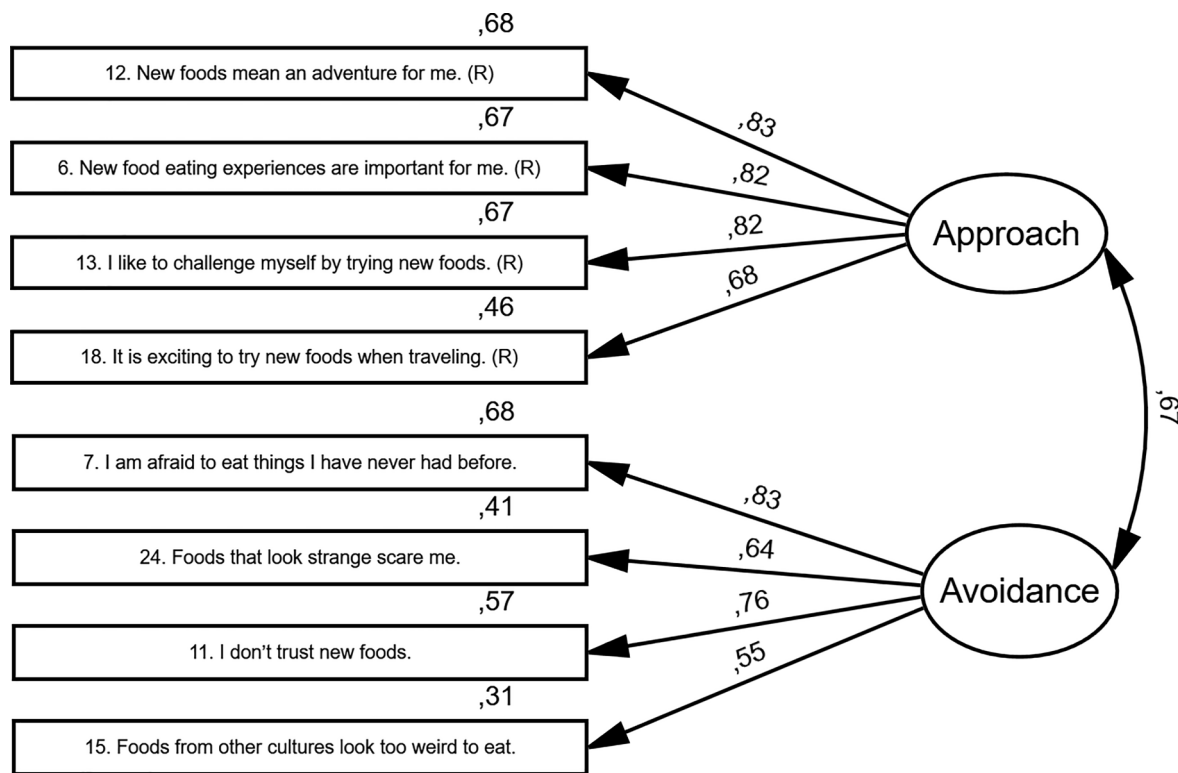 ,68
12. New foods mean an adventure for me. (R)
,67
6. New food eating experiences are important for me. (R)
,67
13. I like to challenge myself by trying new foods. (R)
,46
18. It is exciting to try new foods when traveling. (R)
,68
7. I am afraid to eat things I have never had before.
,41
24. Foods that look strange scare me.
,57
11. I don't trust new foods.
,31
15. Foods from other cultures look too weird to eat.
,83
,82
,82
,68
,83
,64
,76
,55
Approach
Avoidance
,67